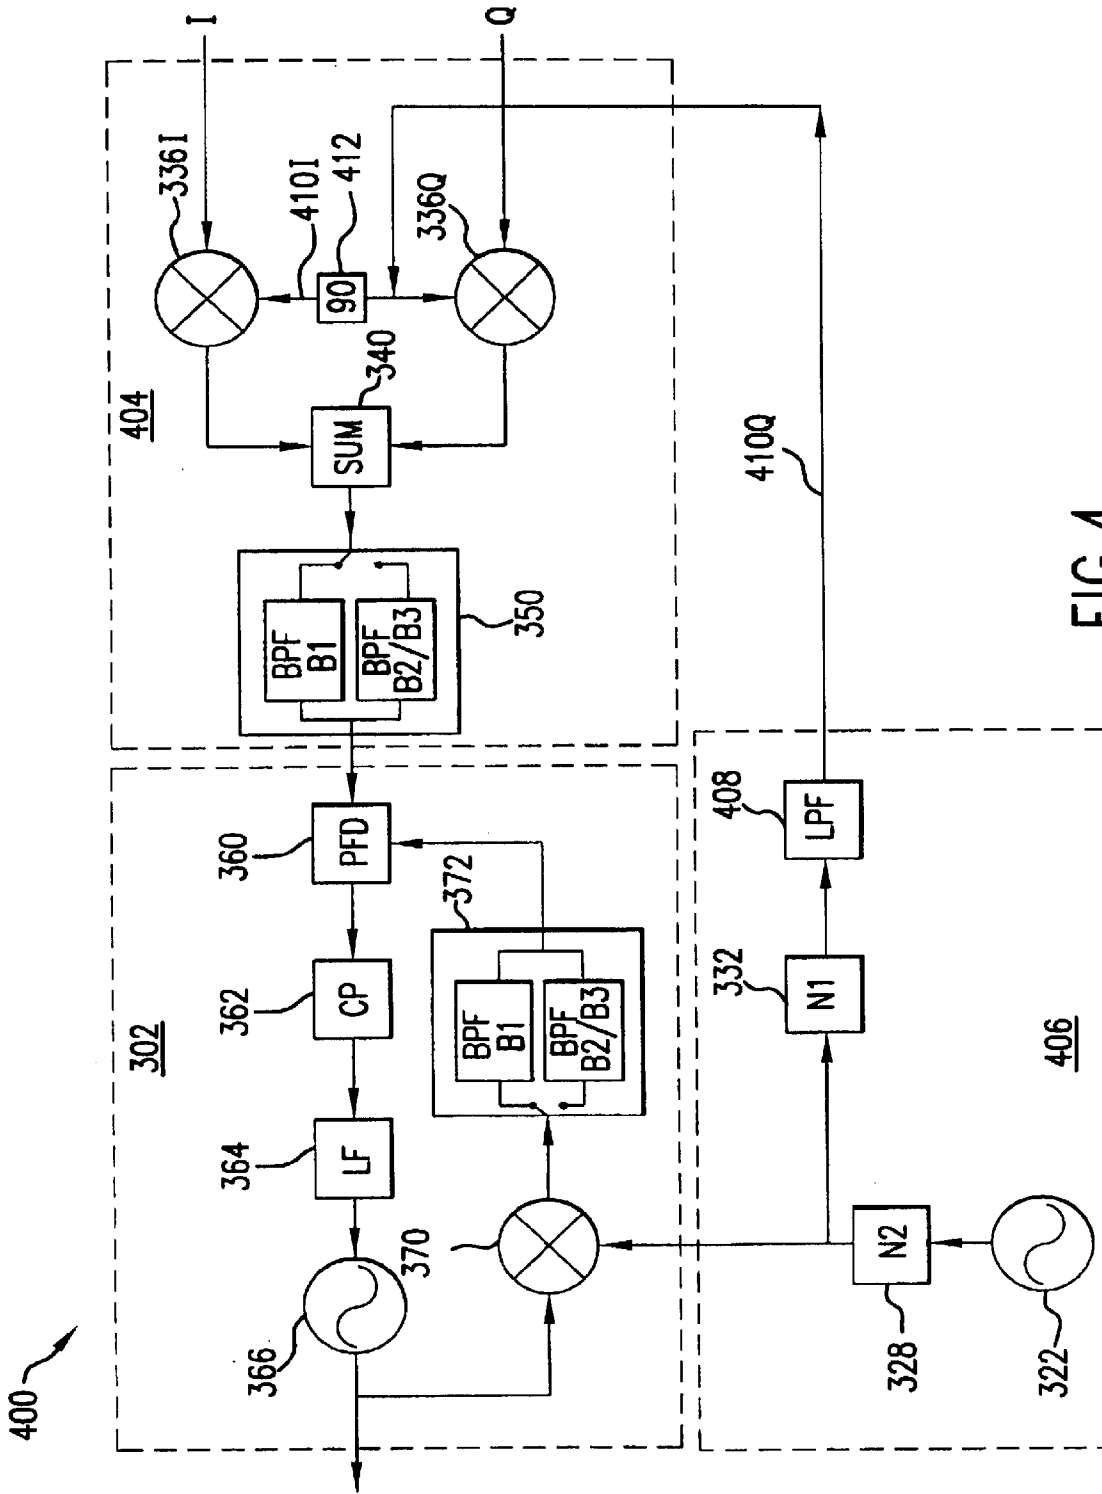 400
302
366
364
LF
362
CP
360
PFD
370
372
BPF
B1
BPF
B2/B3
404
350
BPF
B1
BPF
B2/B3
340
SUM
336I
I
410I
412
90
336Q
Q
406
322
328
N2
332
N1
408
LPF
410Q